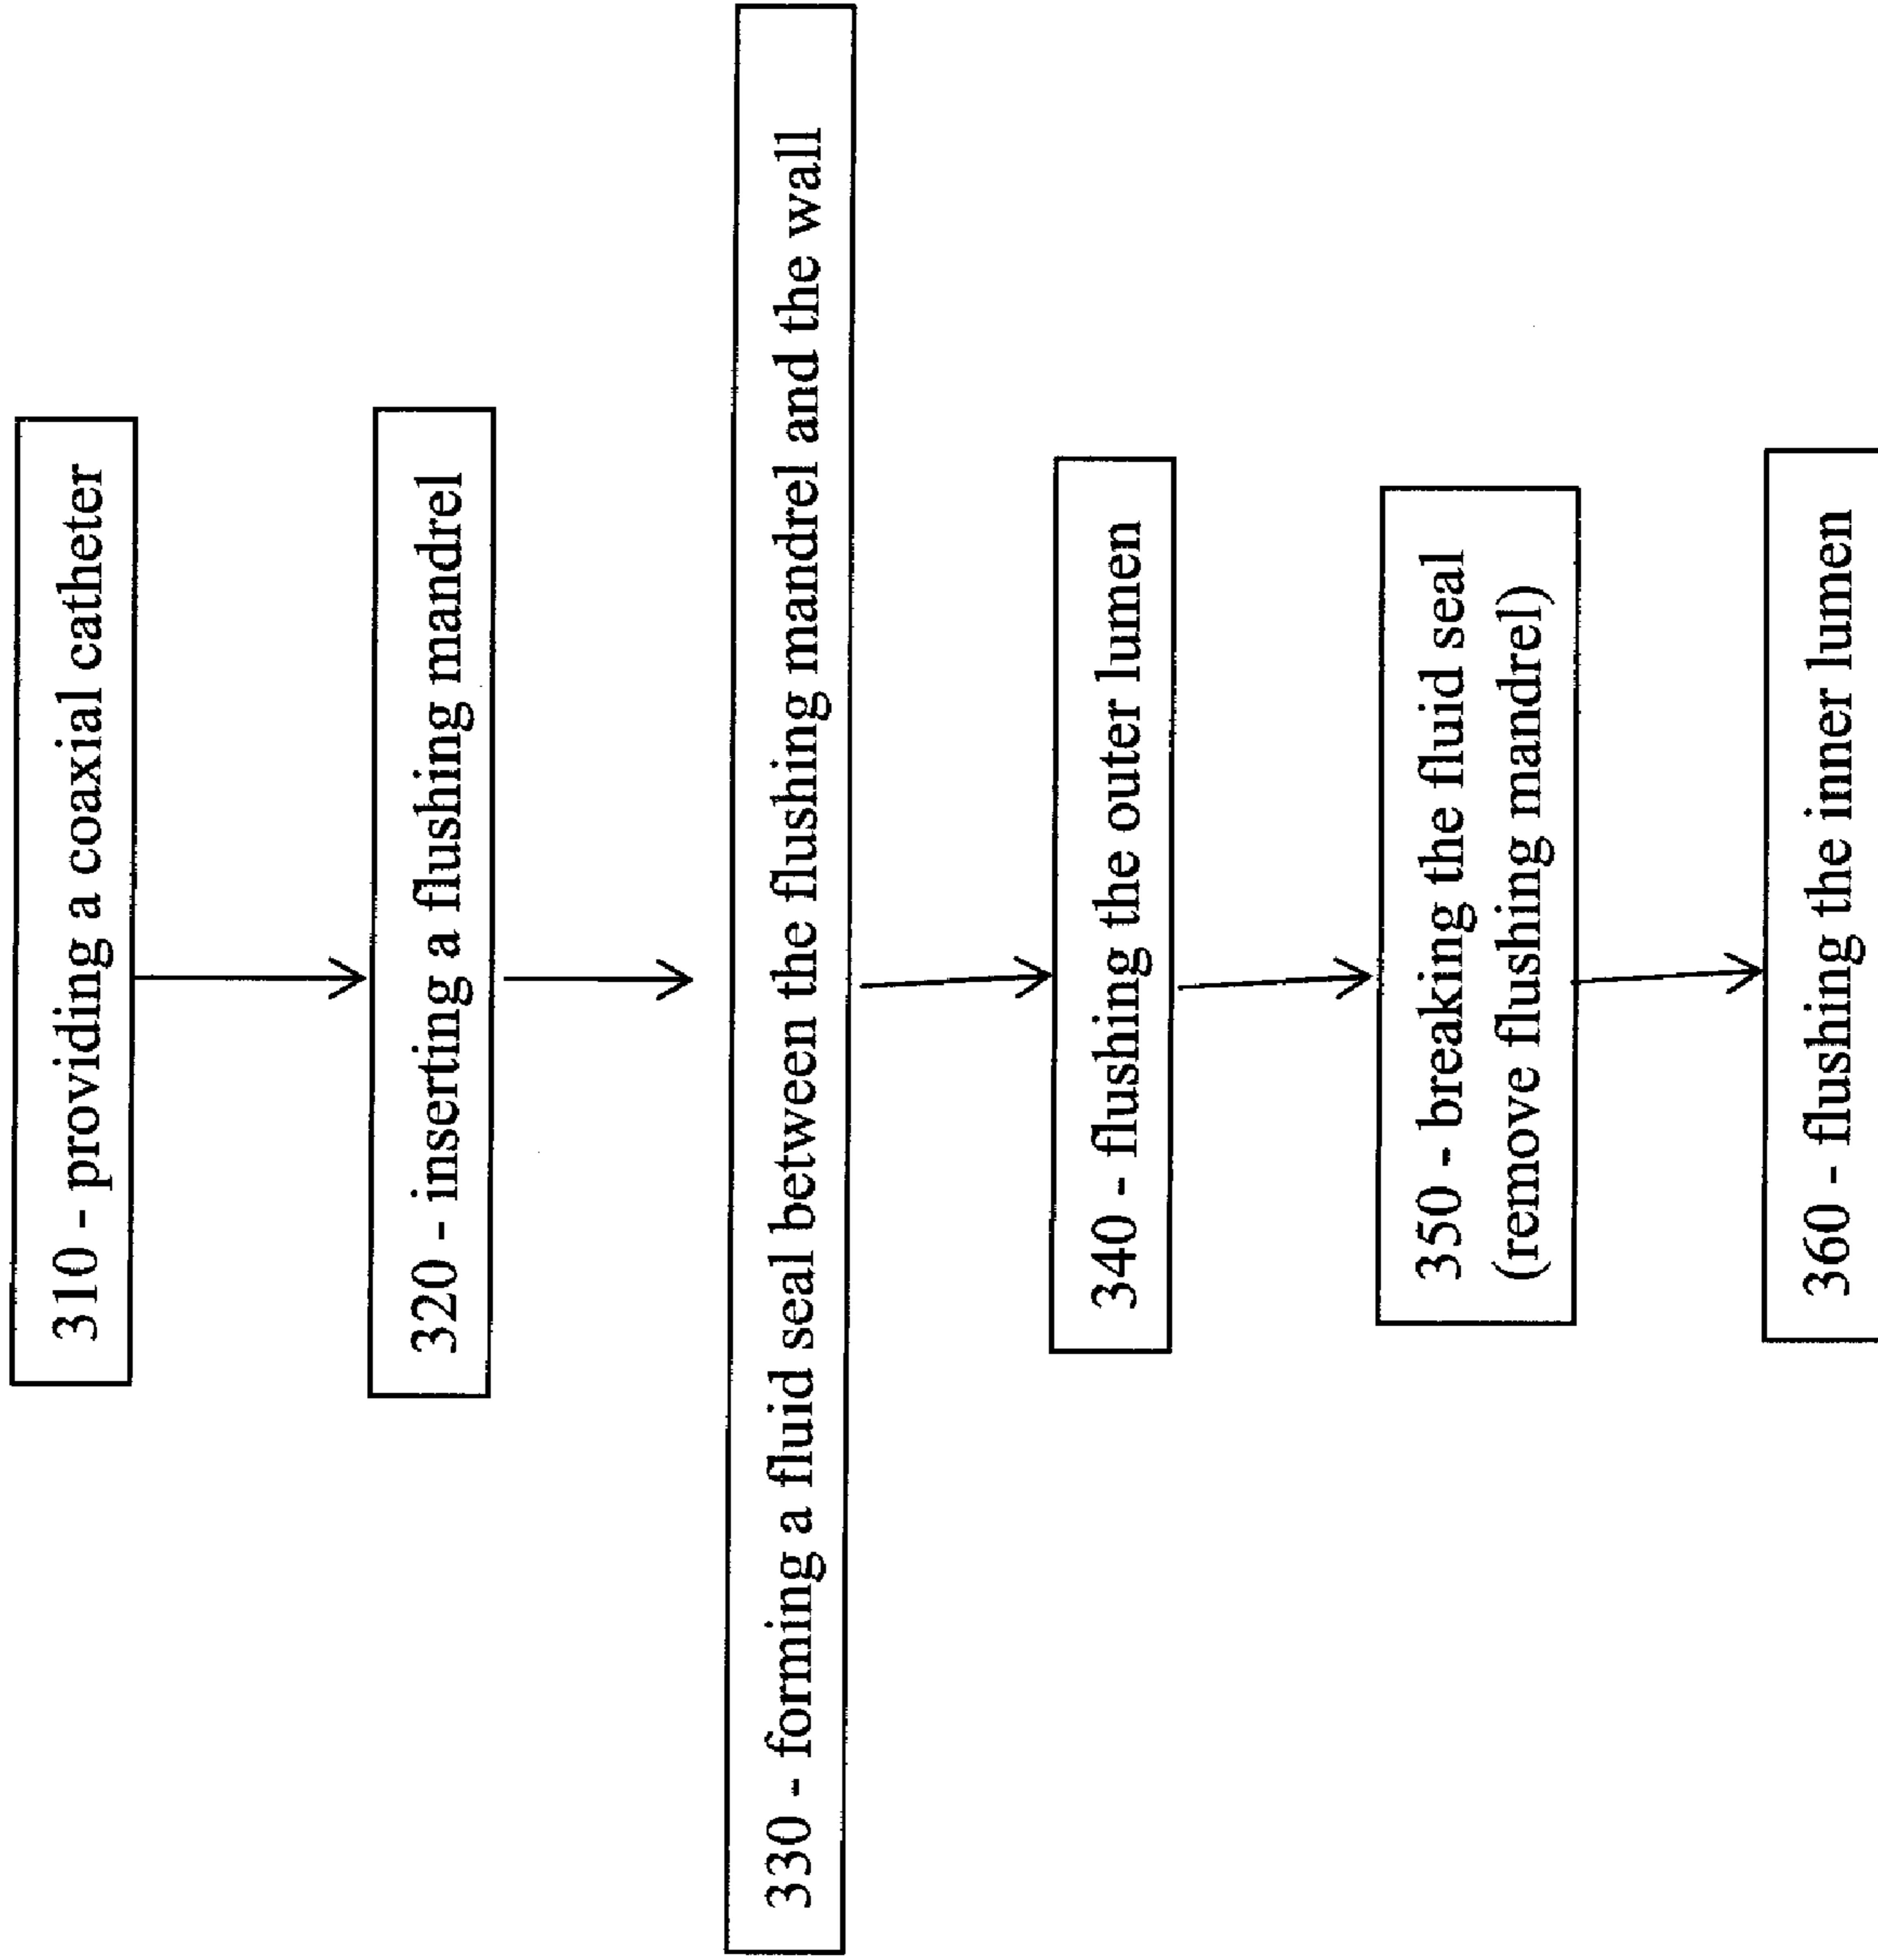 310 - providing a coaxial catheter
320 - inserting a flushing mandrel
330 - forming a fluid seal between the flushing mandrel and the wall
340 - flushing the outer lumen
350 - breaking the fluid seal
(remove flushing mandrel)
360 - flushing the inner lumen